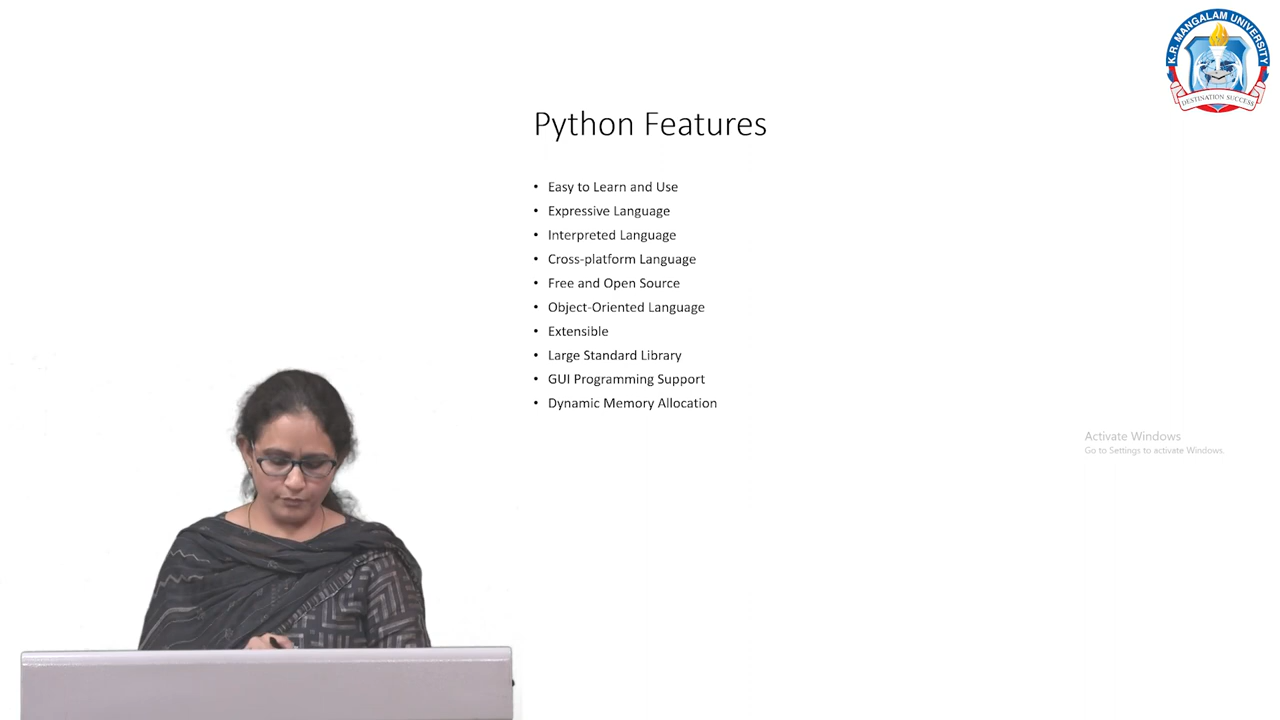 K.R. MANGALAM UNIVERSITY
DESTINATION SUCCESS
Python Features
• Easy to Learn and Use
• Expressive Language
• Interpreted Language
• Cross-platform Language
• Free and Open Source
• Object-Oriented Language
• Extensible
• Large Standard Library
• GUI Programming Support
• Dynamic Memory Allocation
Activate Windows
Go to Settings to activate Windows.